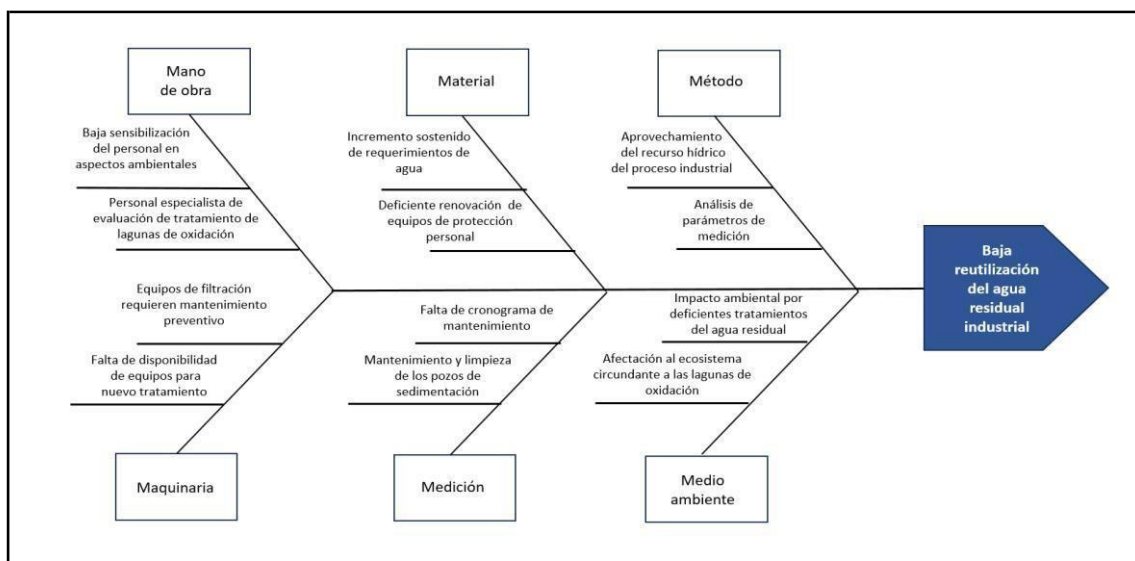 Mano
de obra
Material
Método
Baja sensibilización
del personal en
aspectos ambientales
Incremento sostenido
de requerimientos de
agua
Aprovechamiento
del recurso hídrico
del proceso industrial
Personal especialista de
evaluación de tratamiento de
lagunas de oxidación
Deficiente renovación de
equipos de protección
personal
Análisis de
parámetros de
medición
Baja
reutilización
del agua
residual
industrial
Equipos de filtración
requieren mantenimiento
preventivo
Falta de cronograma de
mantenimiento
Impacto ambiental por
deficientes tratamientos
del agua residual
Falta de disponibilidad
de equipos para
nuevo tratamiento
Mantenimiento y limpieza
de los pozos de
sedimentación
Afectación al ecosistema
circundante a las lagunas de
oxidación
Maquinaria
Medición
Medio
ambiente